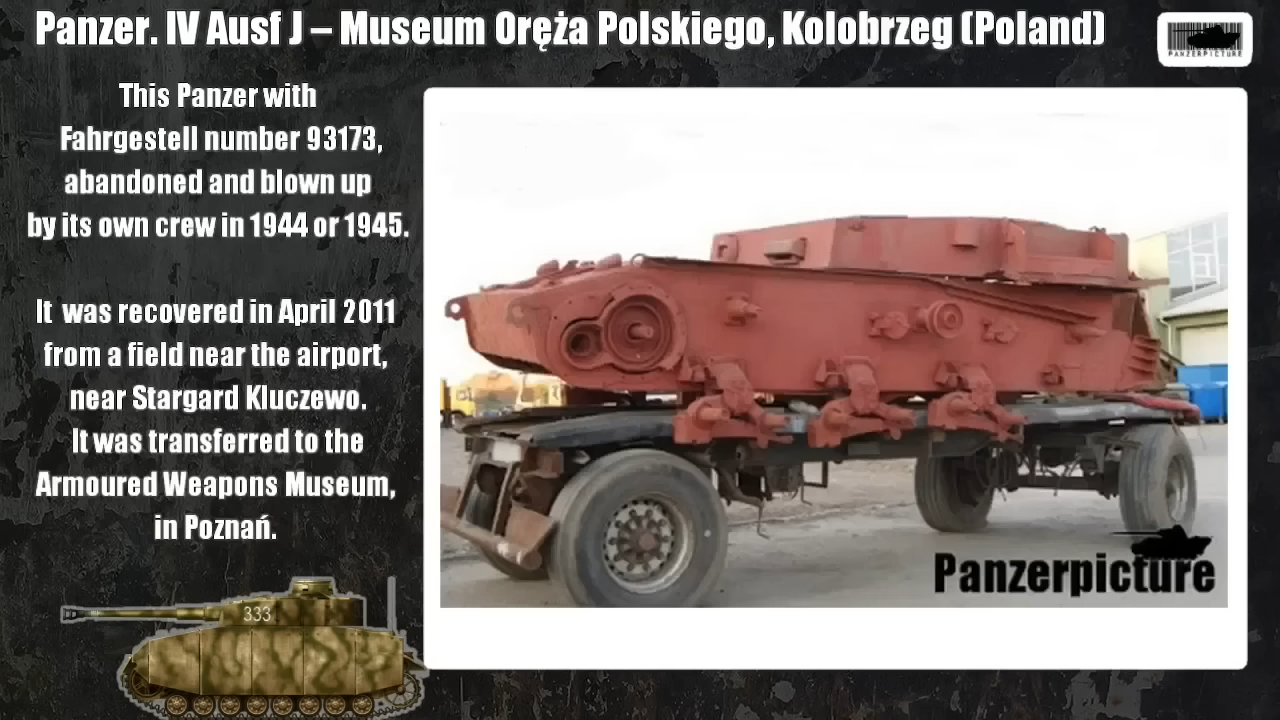 Panzer. IV Ausf J – Museum Oręża Polskiego, Kolobrzeg (Poland)
PANZERPICTURE
This Panzer with
Fahrgestell number 93173,
abandoned and blown up
by its own crew in 1944 or 1945.
It was recovered in April 2011
from a field near the airport,
near Stargard Kluczewo.
It was transferred to the
Armoured Weapons Museum,
in Poznań.
333
Panzerpicture